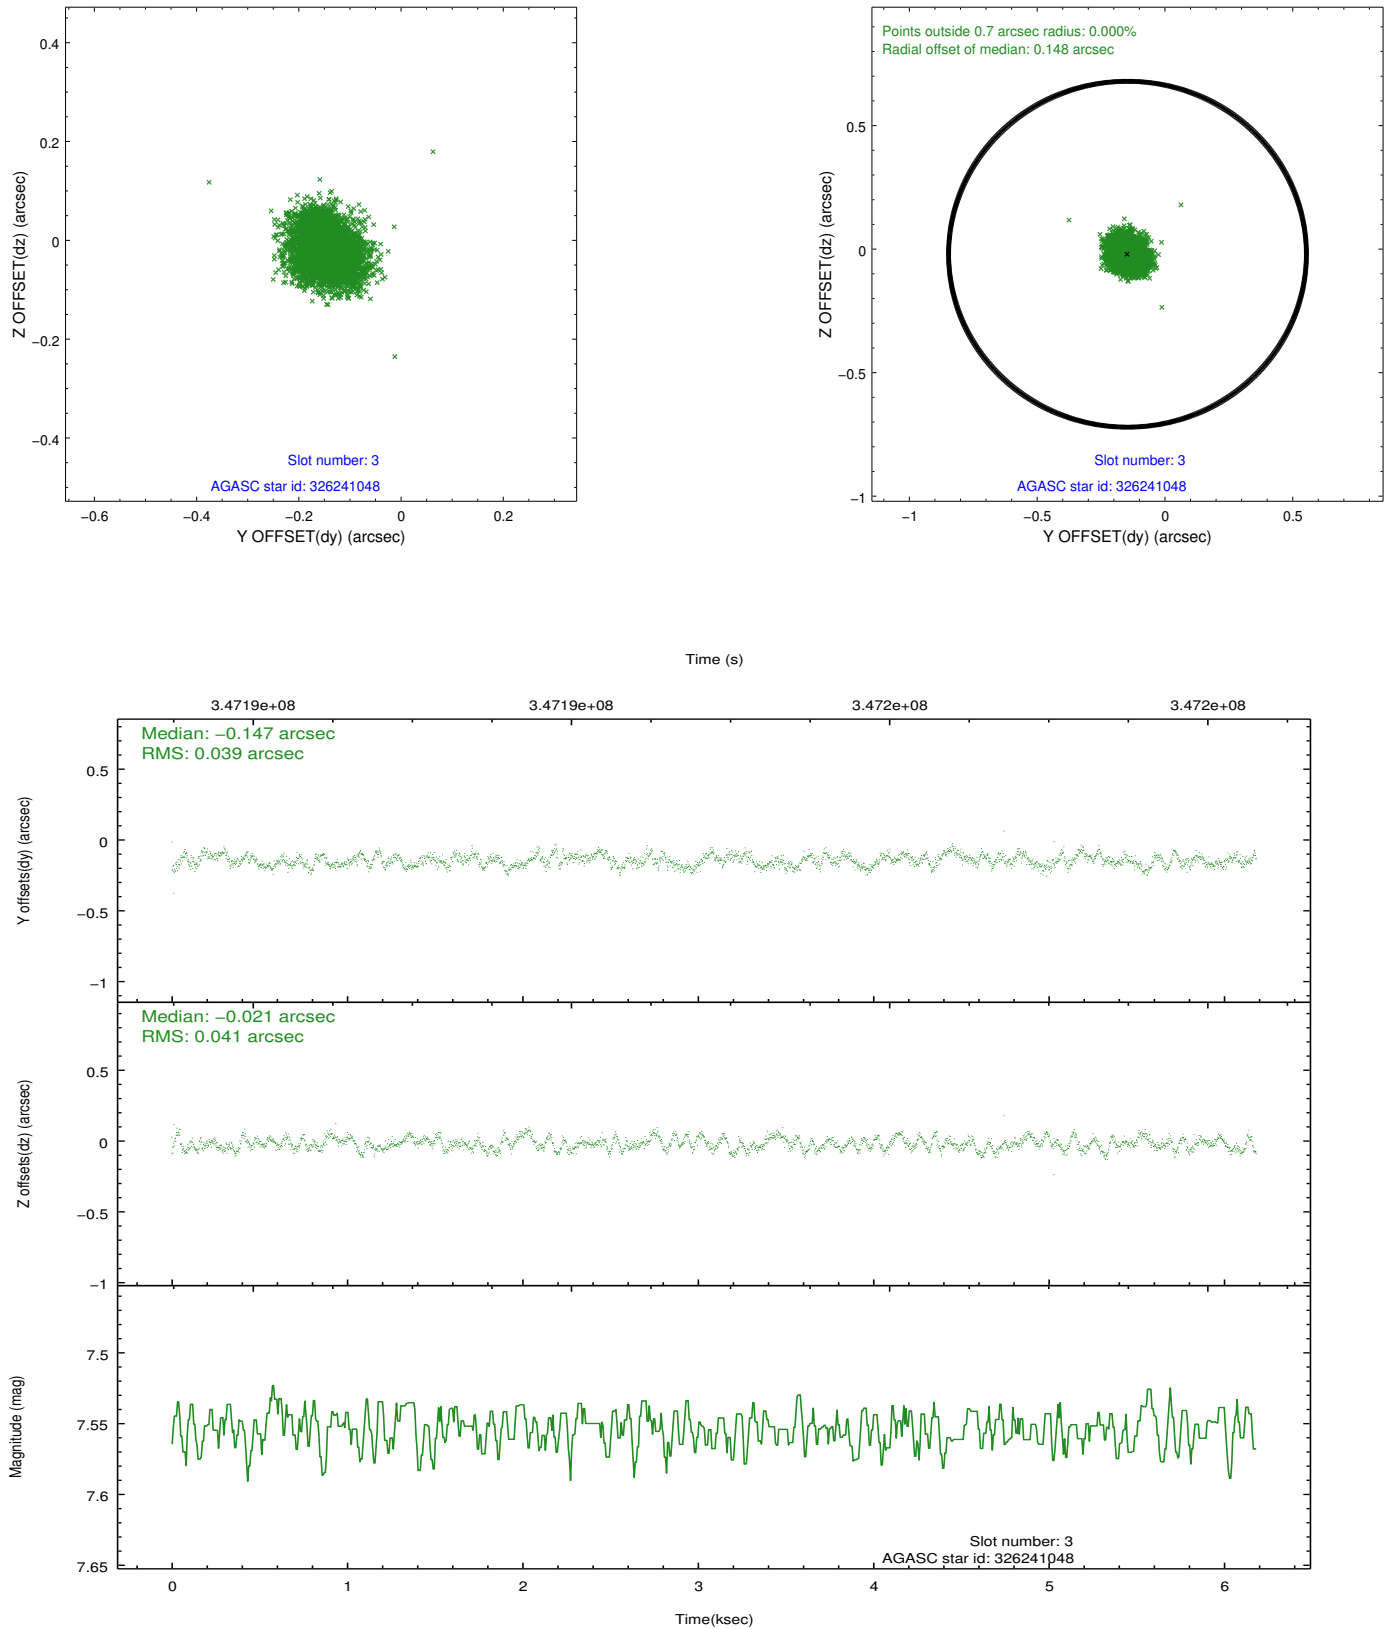 0.4
0.2
0
−0.2
−0.4
Z OFFSET(dz) (arcsec)
Slot number: 3
AGASC star id: 326241048
−0.6
−0.4
−0.2
0
0.2
Y OFFSET(dy) (arcsec)
Points outside 0.7 arcsec radius: 0.000%
Radial offset of median: 0.148 arcsec
0.5
0
−0.5
−1
Z OFFSET(dz) (arcsec)
Slot number: 3
AGASC star id: 326241048
−1
−0.5
0
0.5
Y OFFSET(dy) (arcsec)
Time (s)
3.4719e+08
3.4719e+08
3.472e+08
3.472e+08
Median: −0.147 arcsec
RMS: 0.039 arcsec
0.5
0
−0.5
−1
Y offsets(dy) (arcsec)
Median: −0.021 arcsec
RMS: 0.041 arcsec
0.5
0
−0.5
−1
Z offsets(dz) (arcsec)
7.5
7.55
7.6
7.65
Magnitude (mag)
Slot number: 3
AGASC star id: 326241048
0
1
2
3
4
5
6
Time(ksec)